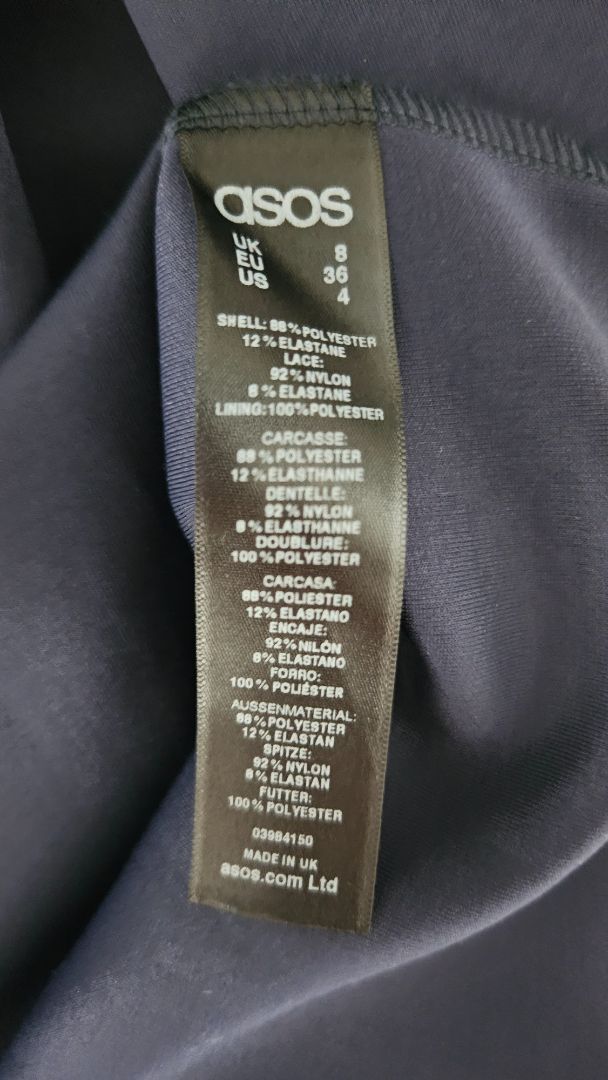 asos
UK 8
EU 36
US 4
SHELL: 88% POLYESTER
12% ELASTANE
LACE:
92% NYLON
8% ELASTANE
LINING: 100% POLYESTER
CARCASSE:
88% POLYESTER
12% ELASTHANNE
DENTELLE:
92% NYLON
8% ELASTHANNE
DOUBLURE:
100% POLYESTER
CARCASA:
88% POLIESTER
12% ELASTANO
ENCAJE:
92% NILÓN
8% ELASTANO
FORRO:
100% POLIÉSTER
AUSSENMATERIAL:
88% POLYESTER
12% ELASTAN
SPITZE:
92% NYLON
8% ELASTAN
FUTTER:
100% POLYESTER
03984150
MADE IN UK
asos.com Ltd